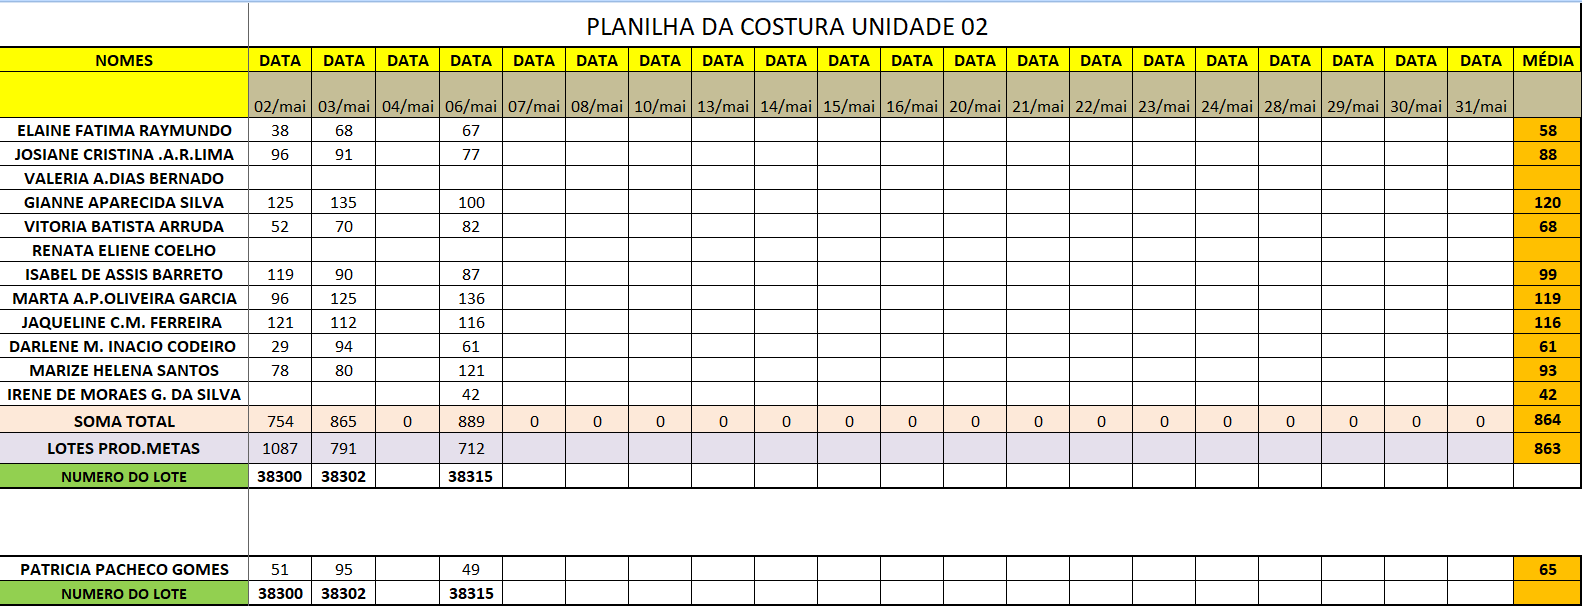 PLANILHA DA COSTURA UNIDADE 02
NOMES DATA DATA DATA DATA DATA DATA DATA DATA DATA DATA DATA DATA DATA DATA DATA DATA DATA DATA DATA DATA MÉDIA
02/mai 03/mai 04/mai 06/mai 07/mai 08/mai 10/mai 13/mai 14/mai 15/mai 16/mai 20/mai 21/mai 22/mai 23/mai 24/mai 28/mai 29/mai 30/mai 31/mai
ELAINE FATIMA RAYMUNDO 38 68 67 58
JOSIANE CRISTINA .A.R.LIMA 96 91 77 88
VALERIA A.DIAS BERNADO
GIANNE APARECIDA SILVA 125 135 100 120
VITORIA BATISTA ARRUDA 52 70 82 68
RENATA ELIENE COELHO
ISABEL DE ASSIS BARRETO 119 90 87 99
MARTA A.P.OLIVEIRA GARCIA 96 125 136 119
JAQUELINE C.M. FERREIRA 121 112 116 116
DARLENE M. INACIO CODEIRO 29 94 61 61
MARIZE HELENA SANTOS 78 80 121 93
IRENE DE MORAES G. DA SILVA 42 42
SOMA TOTAL 754 865 0 889 0 0 0 0 0 0 0 0 0 0 0 0 0 0 0 0 864
LOTES PROD.METAS 1087 791 712 863
NUMERO DO LOTE 38300 38302 38315
PATRICIA PACHECO GOMES 51 95 49 65
NUMERO DO LOTE 38300 38302 38315